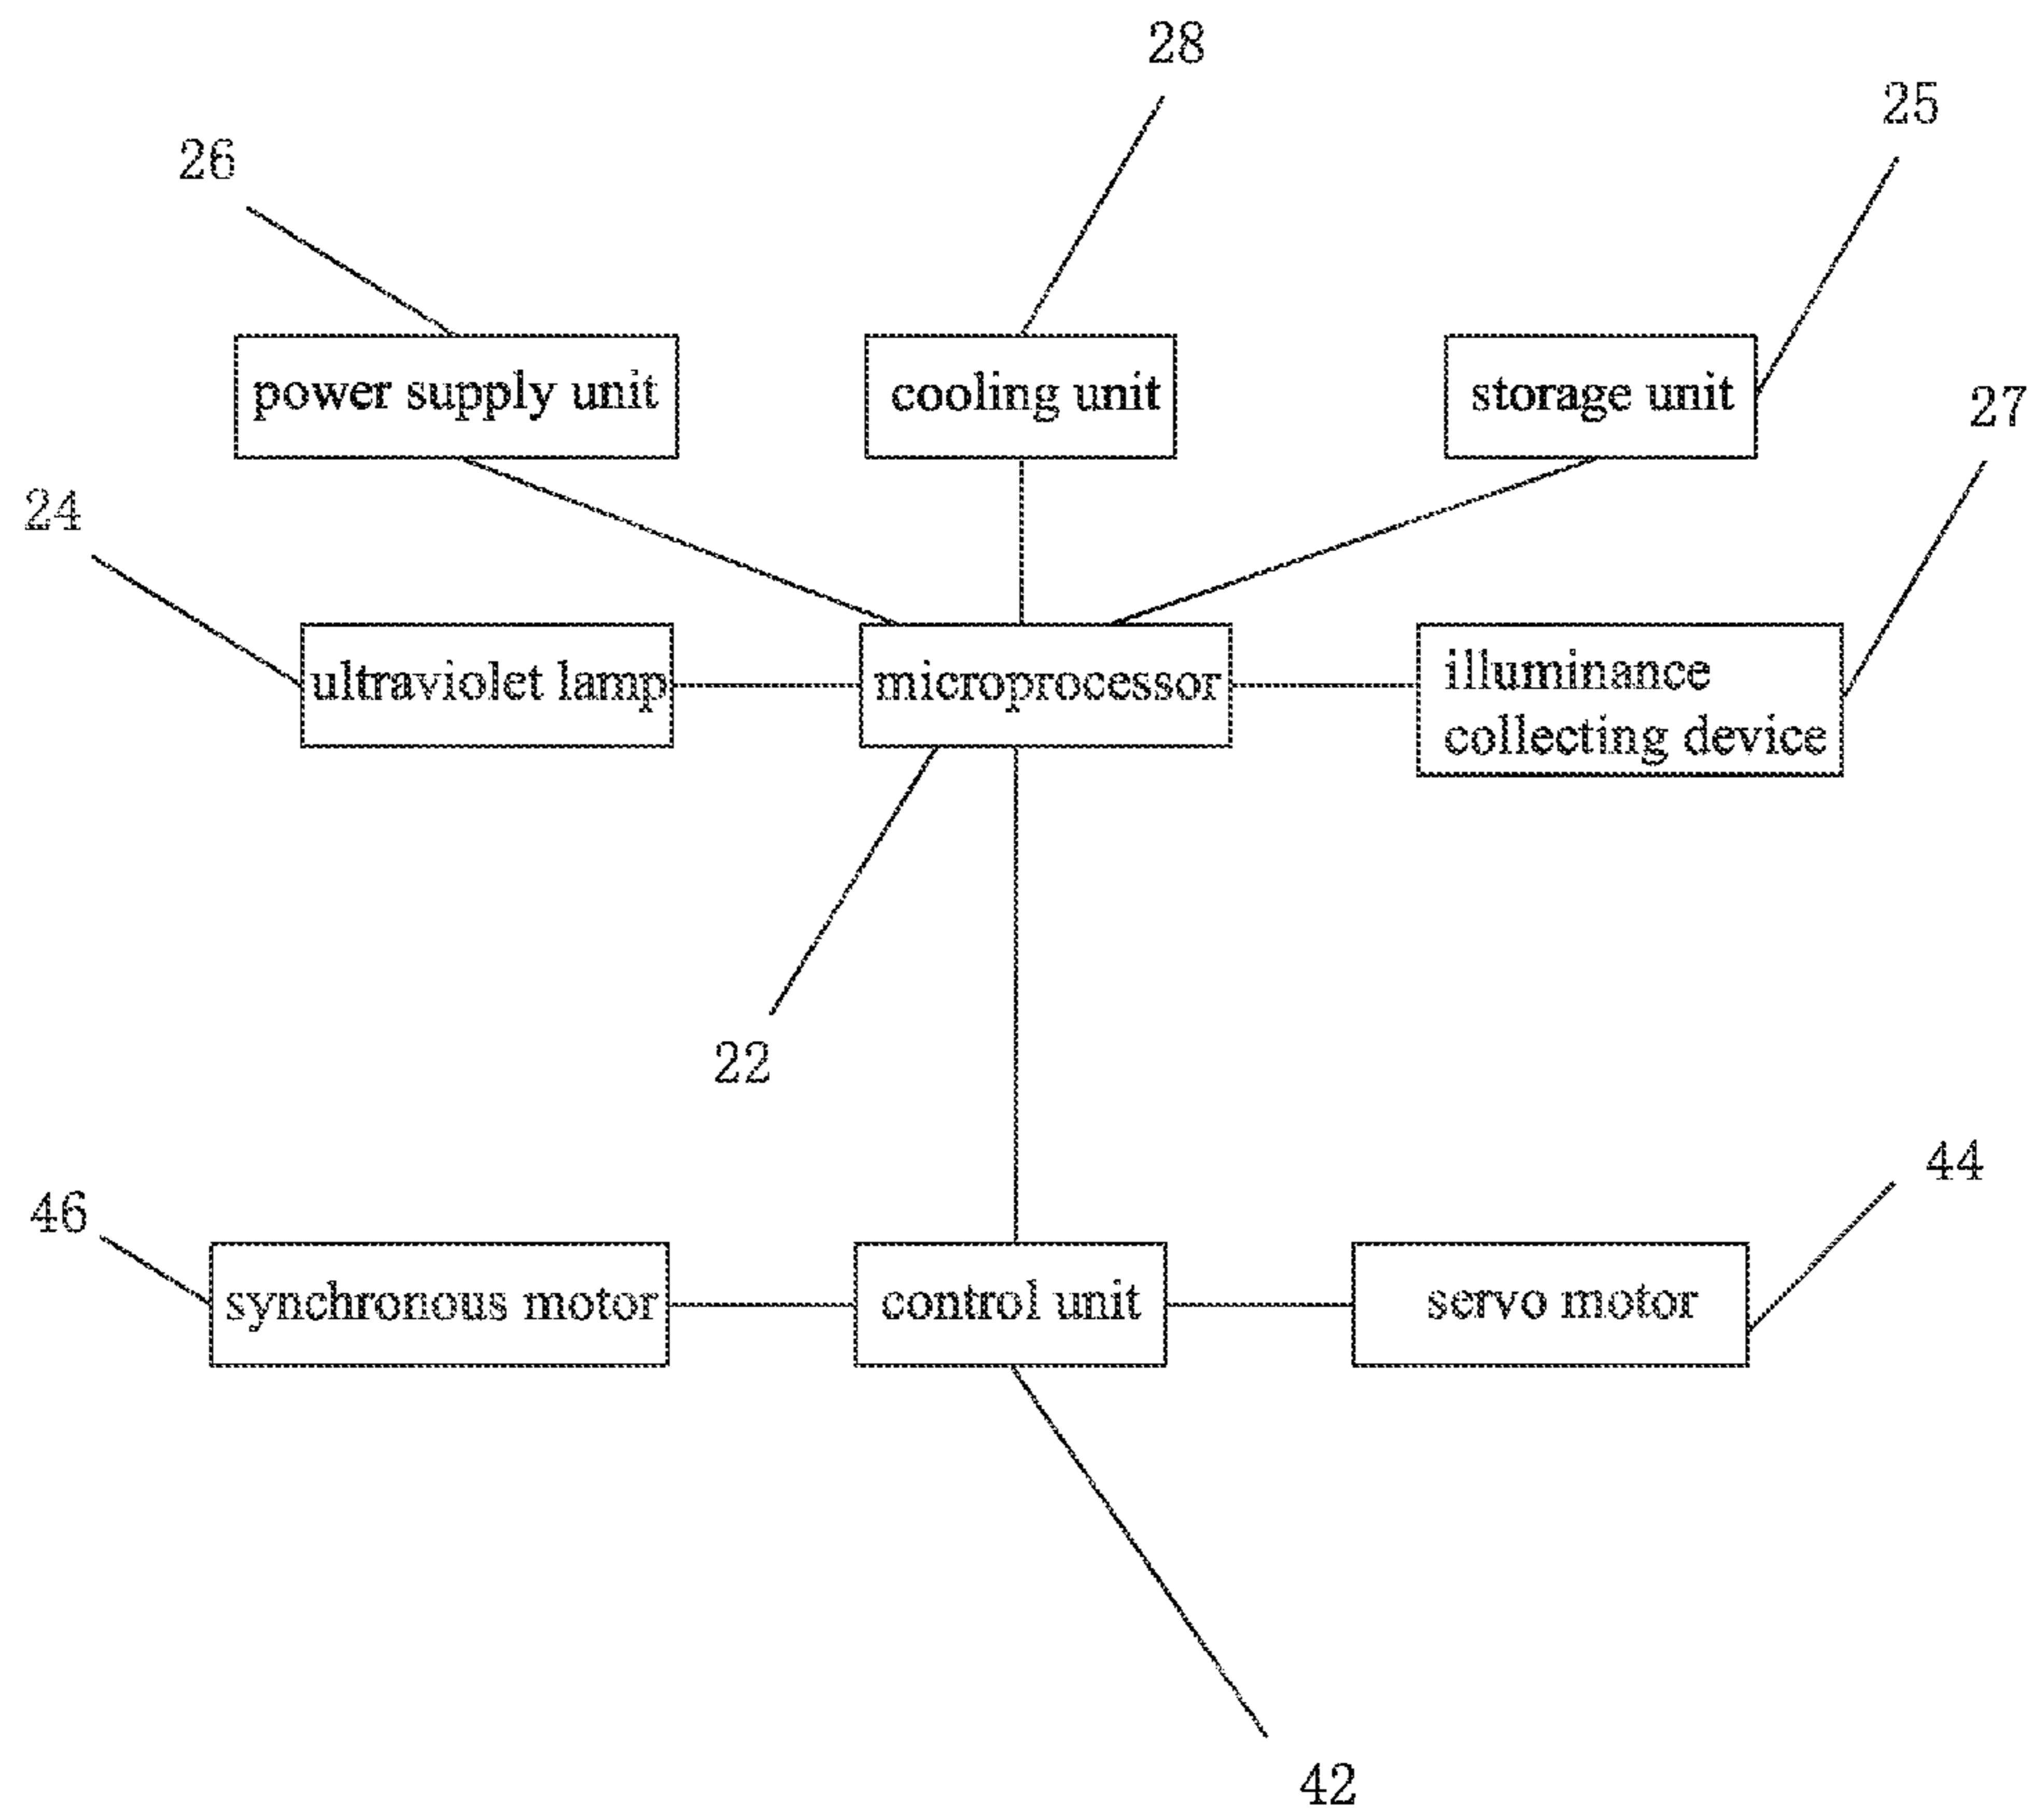 28
25
26
power supply unit
cooling unit
storage unit
27
24
ultraviolet lamp
microprocessor
illuminance
collecting device
22
44
46
synchronous motor
control unit
servo motor
42